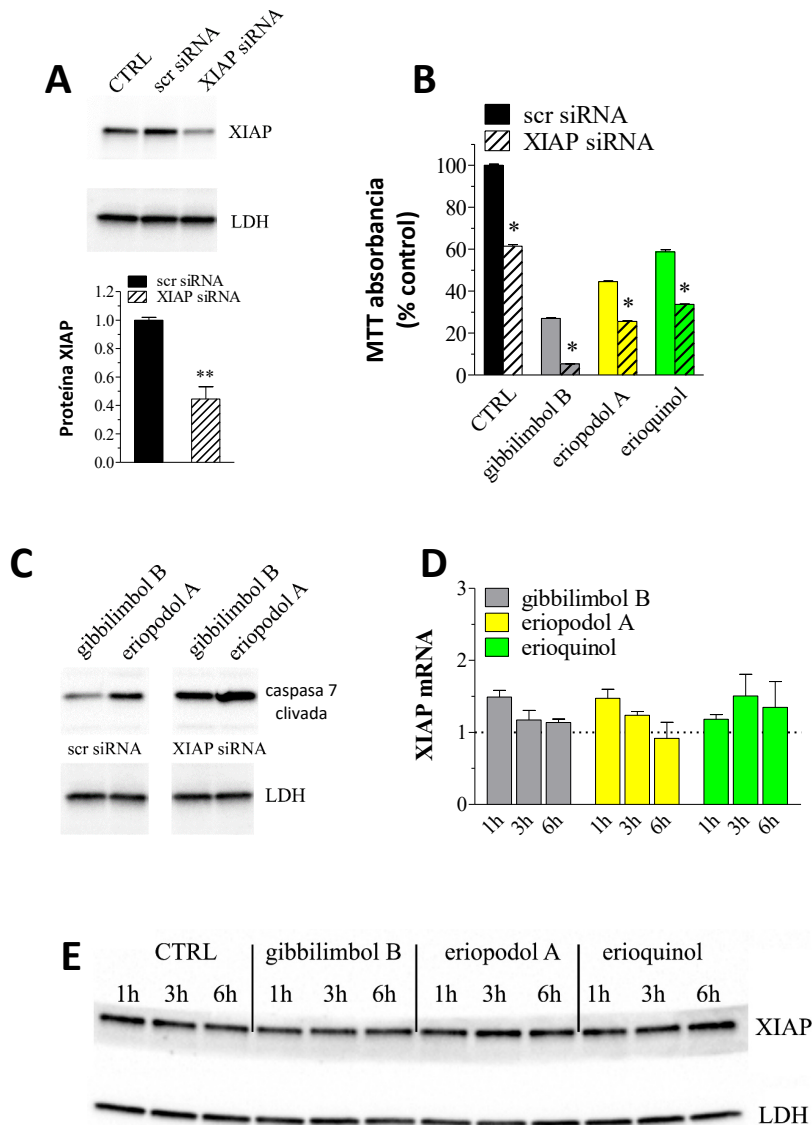 A
CTRL
scr siRNA
XIAP siRNA
XIAP
LDH
scr siRNA
XIAP siRNA
Proteína XIAP
1.2
1.0
0.8
0.6
0.4
0.2
0.0
**
B
scr siRNA
XIAP siRNA
MTT absorbancia
(% control)
100
80
60
40
20
0
*
*
*
*
CTRL
gibbilimbol B
eriopodol A
erioquinol
C
gibbilimbol B
eriopodol A
gibbilimbol B
eriopodol A
caspasa 7
clivada
scr siRNA
XIAP siRNA
LDH
D
gibbilimbol B
eriopodol A
erioquinol
XIAP mRNA
3
2
1
0
1h 3h 6h 1h 3h 6h 1h 3h 6h
E
CTRL gibbilimbol B eriopodol A erioquinol
1h 3h 6h 1h 3h 6h 1h 3h 6h 1h 3h 6h
XIAP
LDH